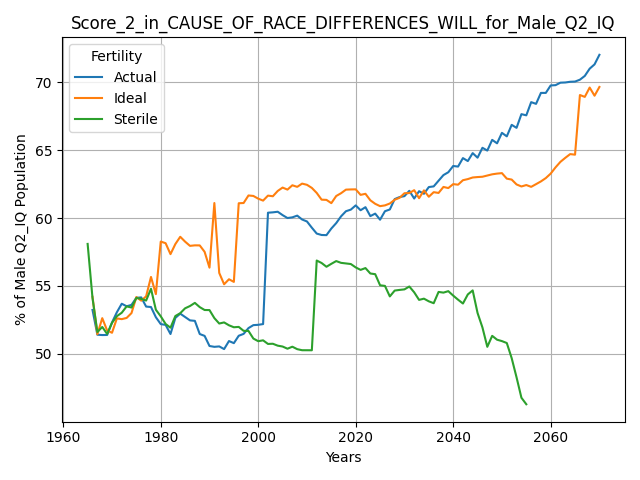 Score_2_in_CAUSE_OF_RACE_DIFFERENCES_WILL_for_Male_Q2_IQ
Fertility
Actual
Ideal
Sterile
% of Male Q2_IQ Population
70
65
60
55
50
1960
1980
2000
2020
2040
2060
Years